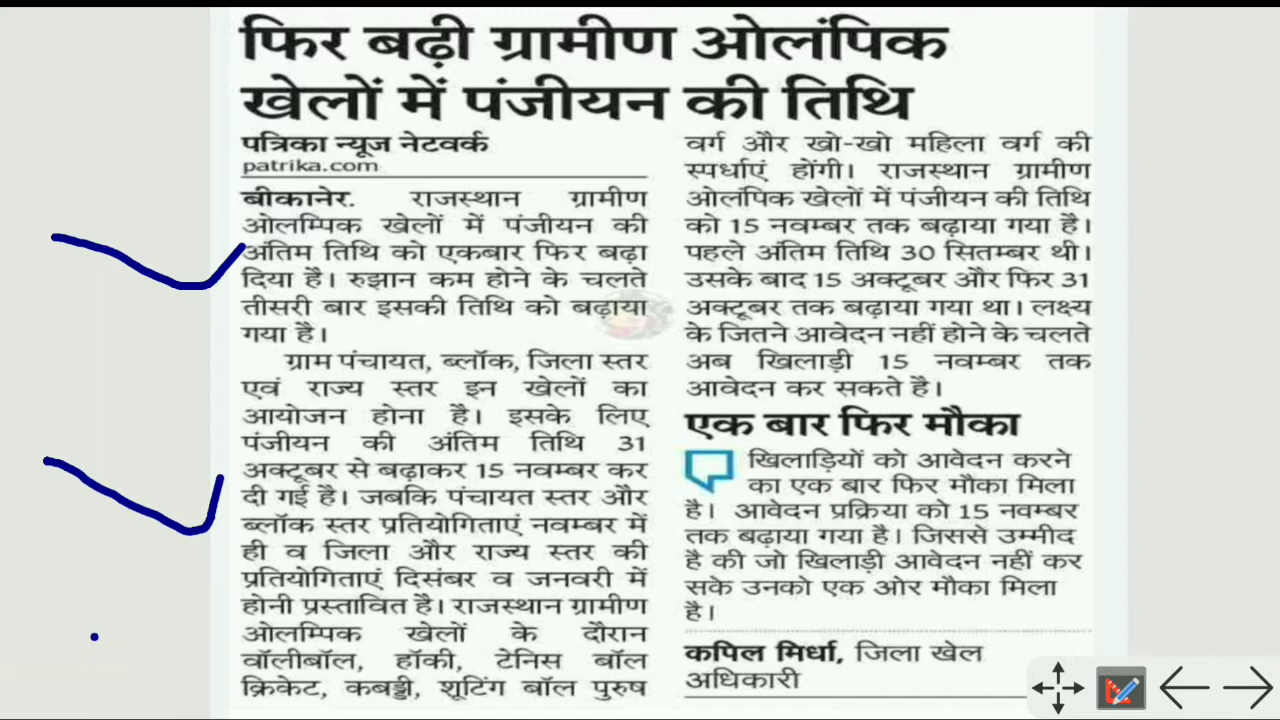 फिर बढ़ी ग्रामीण ओलंपिक
खेलों में पंजीयन की तिथि
पत्रिका न्यूज नेटवर्क
patrika.com
बीकानेर. राजस्थान ग्रामीण
ओलम्पिक खेलों में पंजीयन की
अंतिम तिथि को एकबार फिर बढ़ा
दिया है। रुझान कम होने के चलते
तीसरी बार इसकी तिथि को बढ़ाया
गया है।
ग्राम पंचायत, ब्लॉक, जिला स्तर
एवं राज्य स्तर इन खेलों का
आयोजन होना है। इसके लिए
पंजीयन की अंतिम तिथि 31
अक्टूबर से बढ़ाकर 15 नवम्बर कर
दी गई है। जबकि पंचायत स्तर और
ब्लॉक स्तर प्रतियोगिताएं नवम्बर में
ही व जिला और राज्य स्तर की
प्रतियोगिताएं दिसंबर व जनवरी में
होनी प्रस्तावित है। राजस्थान ग्रामीण
ओलम्पिक खेलों के दौरान
वॉलीबॉल, हॉकी, टेनिस बॉल
क्रिकेट, कबड्डी, शूटिंग बॉल पुरुष
वर्ग और खो-खो महिला वर्ग की
स्पर्धाएं होंगी। राजस्थान ग्रामीण
ओलंपिक खेलों में पंजीयन की तिथि
को 15 नवम्बर तक बढ़ाया गया है।
पहले अंतिम तिथि 30 सितम्बर थी।
उसके बाद 15 अक्टूबर और फिर 31
अक्टूबर तक बढ़ाया गया था। लक्ष्य
के जितने आवेदन नहीं होने के चलते
अब खिलाड़ी 15 नवम्बर तक
आवेदन कर सकते है।
एक बार फिर मौका
खिलाड़ियों को आवेदन करने
का एक बार फिर मौका मिला
है। आवेदन प्रक्रिया को 15 नवम्बर
तक बढ़ाया गया है। जिससे उम्मीद
है की जो खिलाड़ी आवेदन नहीं कर
सके उनको एक ओर मौका मिला
है।
कपिल मिर्धा, जिला खेल
अधिकारी